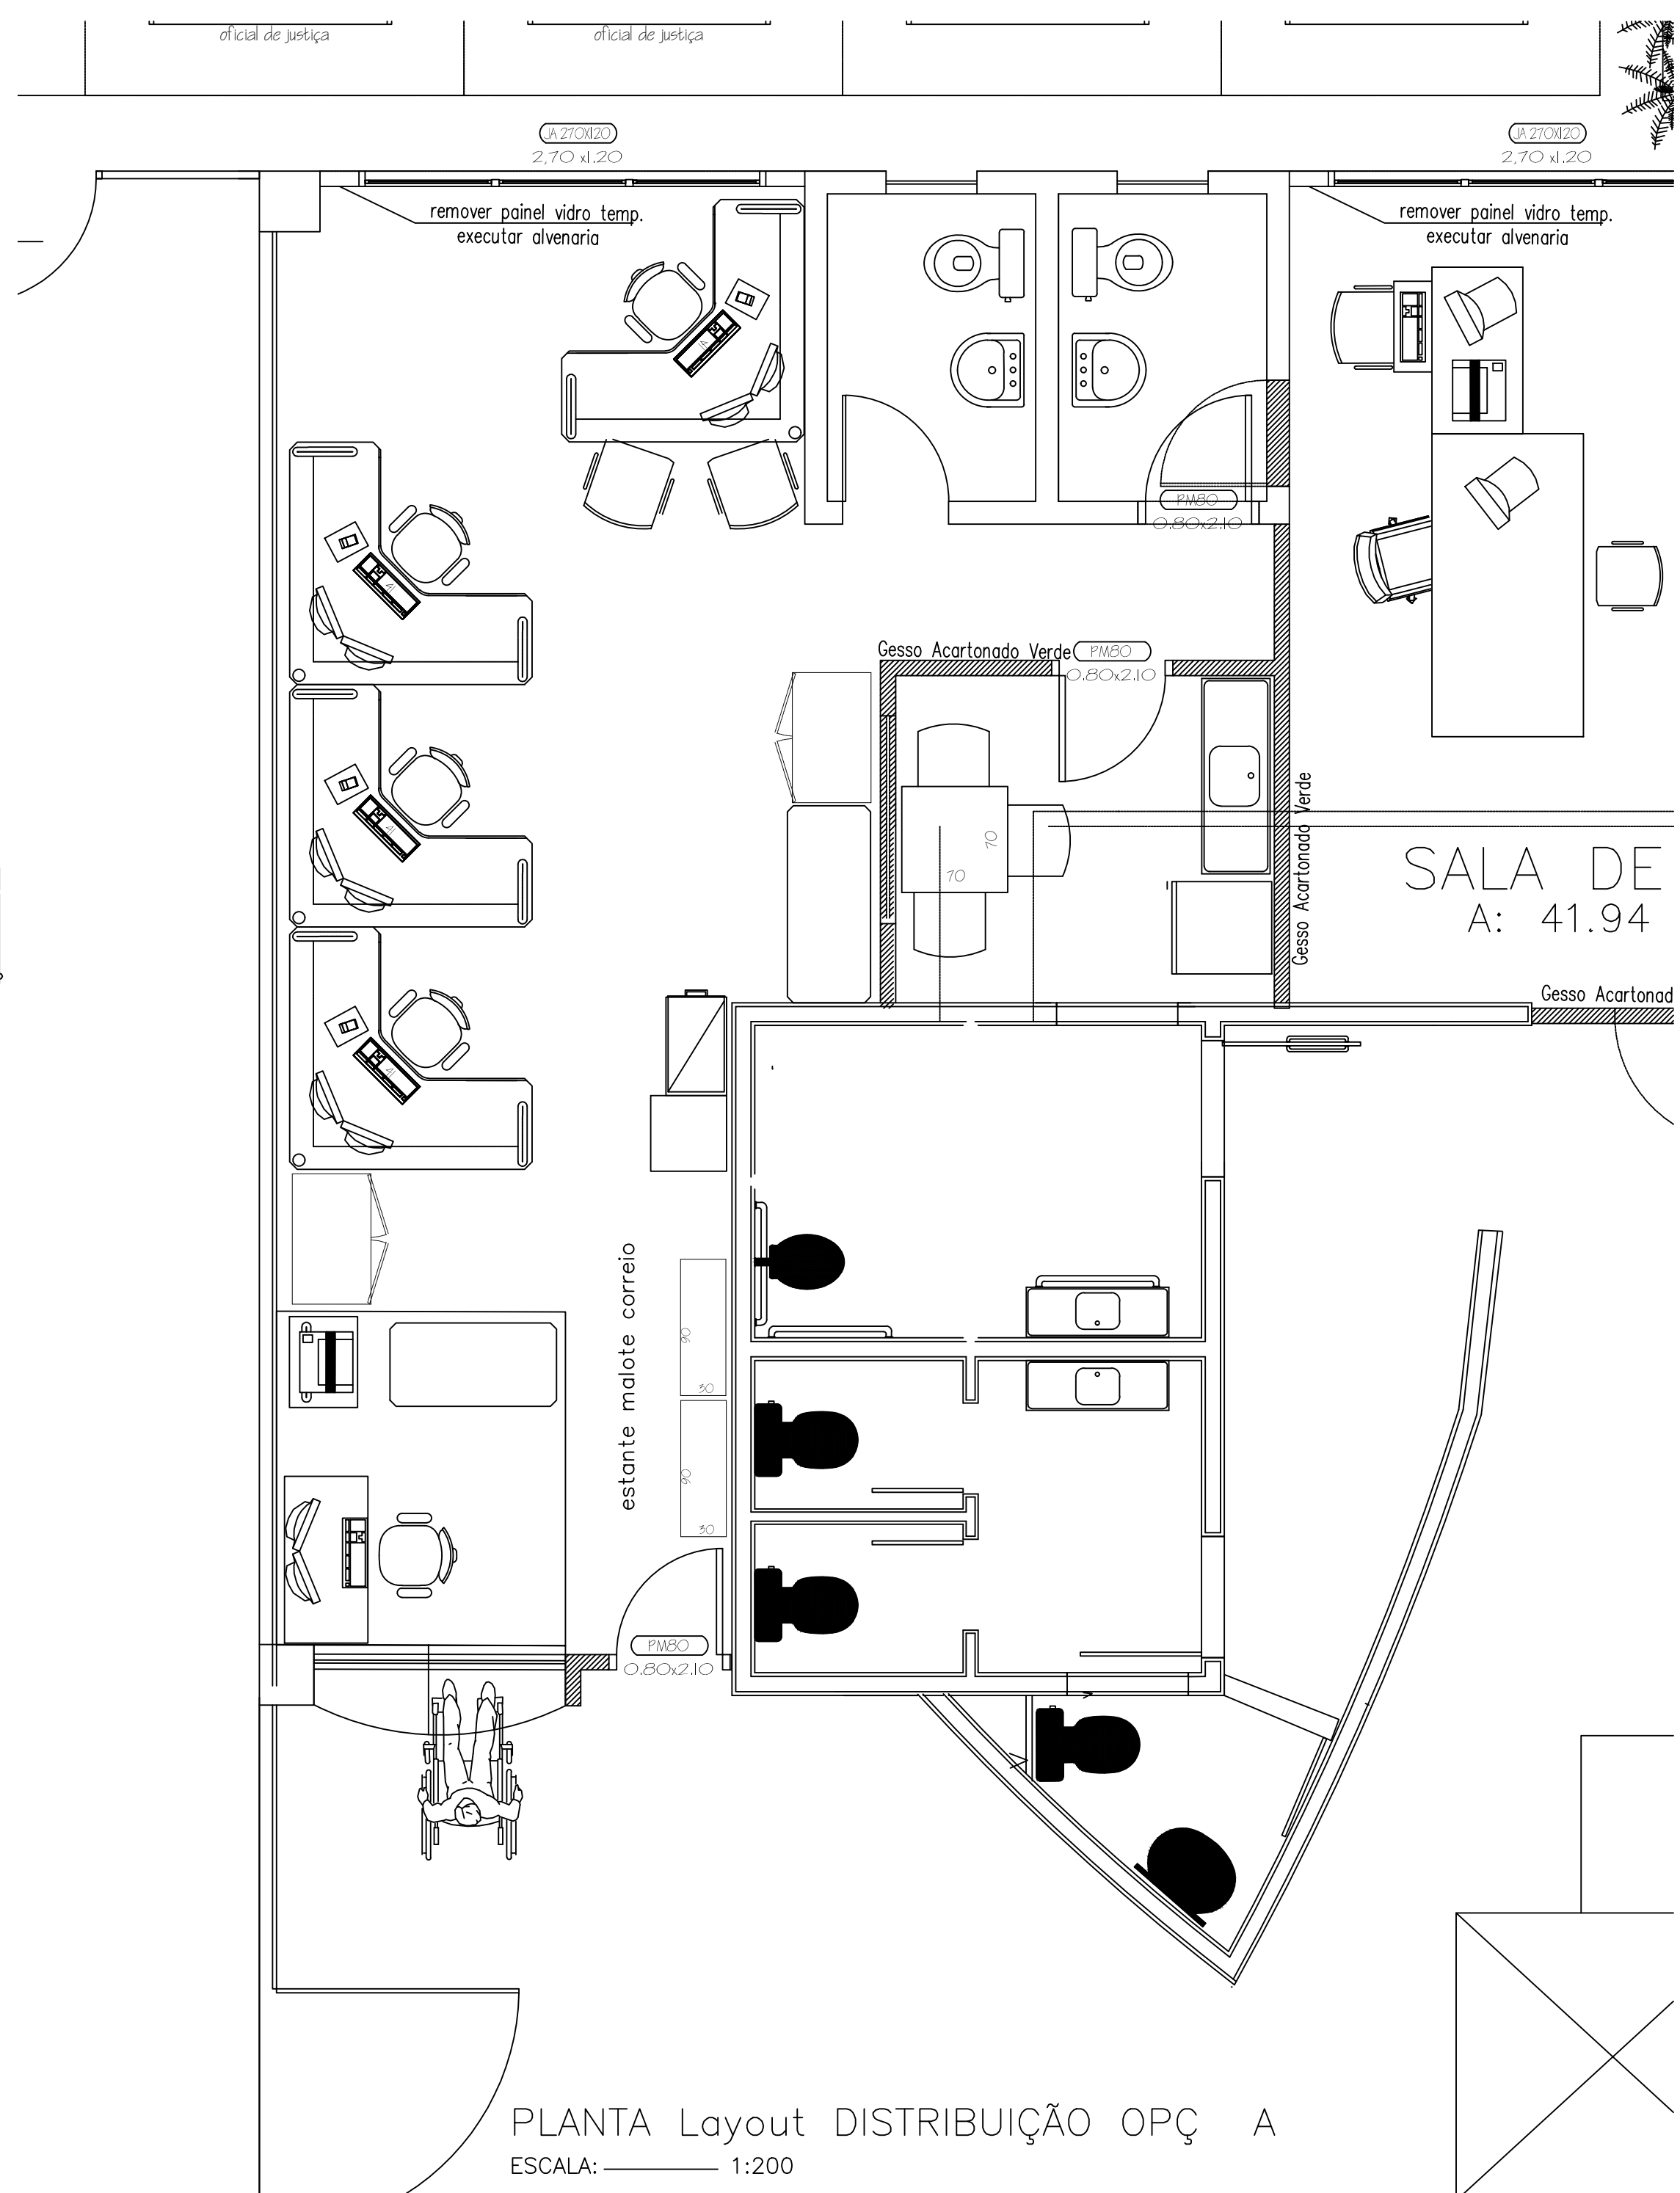 oficial de justiça
oficial de justiça
JA 270X120
2,70 x1.20
JA 270X120
2,70 x1.20
remover painel vidro temp.
executar alvenaria
remover painel vidro temp.
executar alvenaria
PM80
0.80x2.10
Gesso Acartonado Verde
PM80
0.80x2.10
Gesso Acartonado Verde
70
70
SALA DE
A: 41.94
Gesso Acartonad
estante malote correio
90
30
90
30
PM80
0.80x2.10
PLANTA Layout DISTRIBUIÇÃO OPÇ A
ESCALA: 1:200